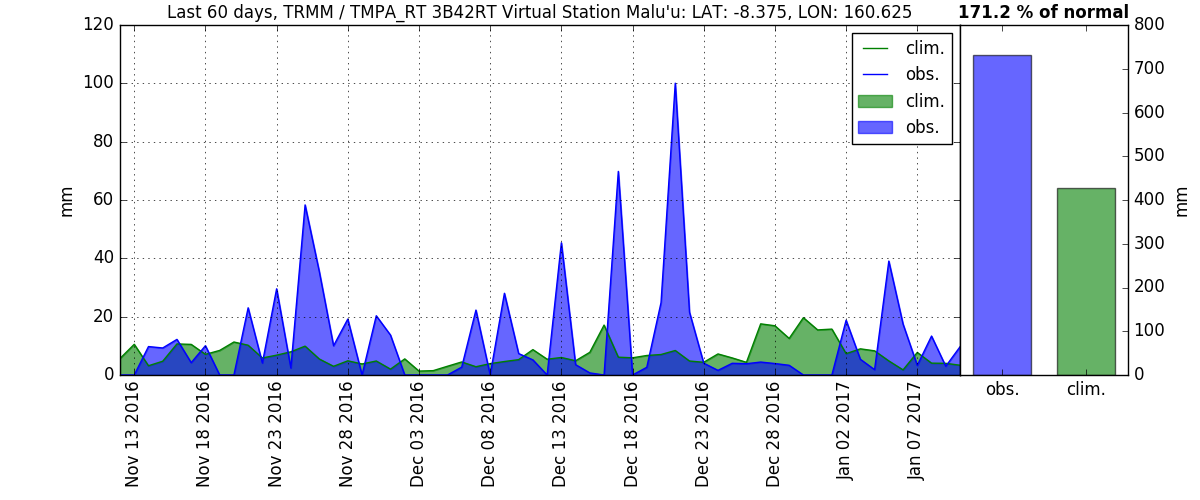 Last 60 days, TRMM / TMPA_RT 3B42RT Virtual Station Malu'u: LAT: -8.375, LON: 160.625
171.2 % of normal
120
100
80
60
40
20
0
mm
clim.
obs.
clim.
obs.
800
700
600
500
400
300
200
100
0
mm
obs.
clim.
Nov 13 2016
Nov 18 2016
Nov 23 2016
Nov 28 2016
Dec 03 2016
Dec 08 2016
Dec 13 2016
Dec 18 2016
Dec 23 2016
Dec 28 2016
Jan 02 2017
Jan 07 2017